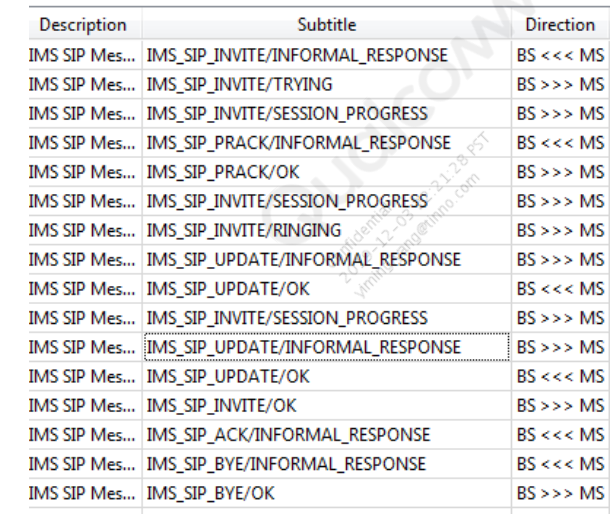 Description Subtitle Direction
IMS SIP Mes... IMS_SIP_INVITE/INFORMAL_RESPONSE BS <<< MS
IMS SIP Mes... IMS_SIP_INVITE/TRYING BS >>> MS
IMS SIP Mes... IMS_SIP_INVITE/SESSION_PROGRESS BS >>> MS
IMS SIP Mes... IMS_SIP_PRACK/INFORMAL_RESPONSE BS <<< MS
IMS SIP Mes... IMS_SIP_PRACK/OK BS >>> MS
IMS SIP Mes... IMS_SIP_INVITE/SESSION_PROGRESS BS >>> MS
IMS SIP Mes... IMS_SIP_INVITE/RINGING BS >>> MS
IMS SIP Mes... IMS_SIP_UPDATE/INFORMAL_RESPONSE BS >>> MS
IMS SIP Mes... IMS_SIP_UPDATE/OK BS <<< MS
IMS SIP Mes... IMS_SIP_INVITE/SESSION_PROGRESS BS >>> MS
IMS SIP Mes... IMS_SIP_UPDATE/INFORMAL_RESPONSE BS >>> MS
IMS SIP Mes... IMS_SIP_UPDATE/OK BS <<< MS
IMS SIP Mes... IMS_SIP_INVITE/OK BS >>> MS
IMS SIP Mes... IMS_SIP_ACK/INFORMAL_RESPONSE BS <<< MS
IMS SIP Mes... IMS_SIP_BYE/INFORMAL_RESPONSE BS <<< MS
IMS SIP Mes... IMS_SIP_BYE/OK BS >>> MS